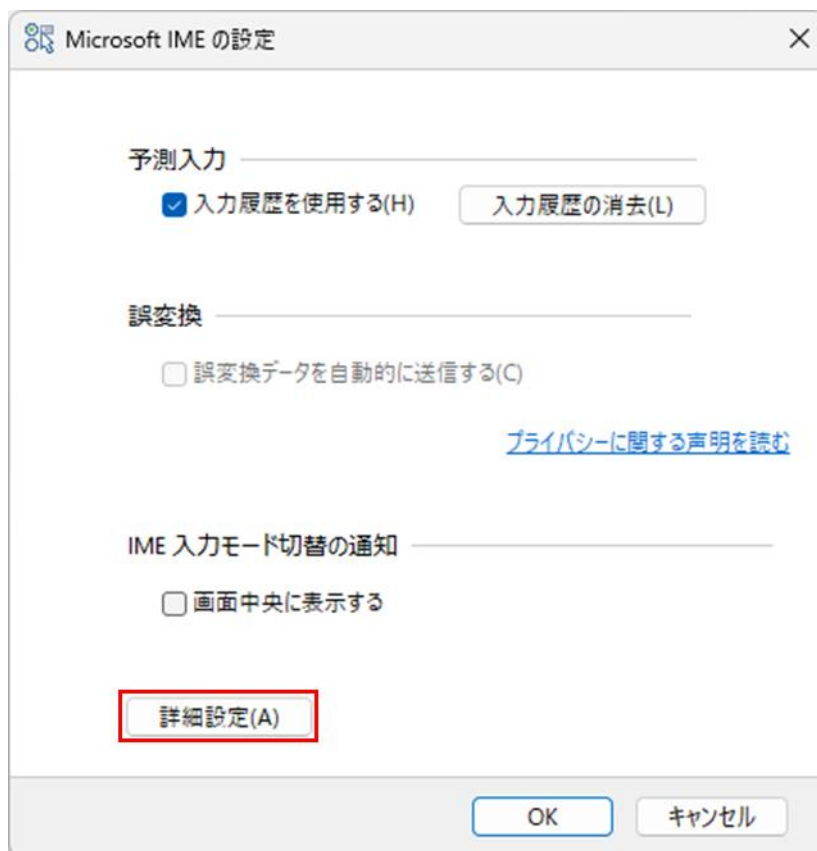 Microsoft IME の設定
予測入力
入力履歴を使用する(H) 入力履歴の消去(L)
誤変換
誤変換データを自動的に送信する(C)
プライバシーに関する声明を読む
IME 入力モード切替の通知
画面中央に表示する
詳細設定(A)
OK キャンセル